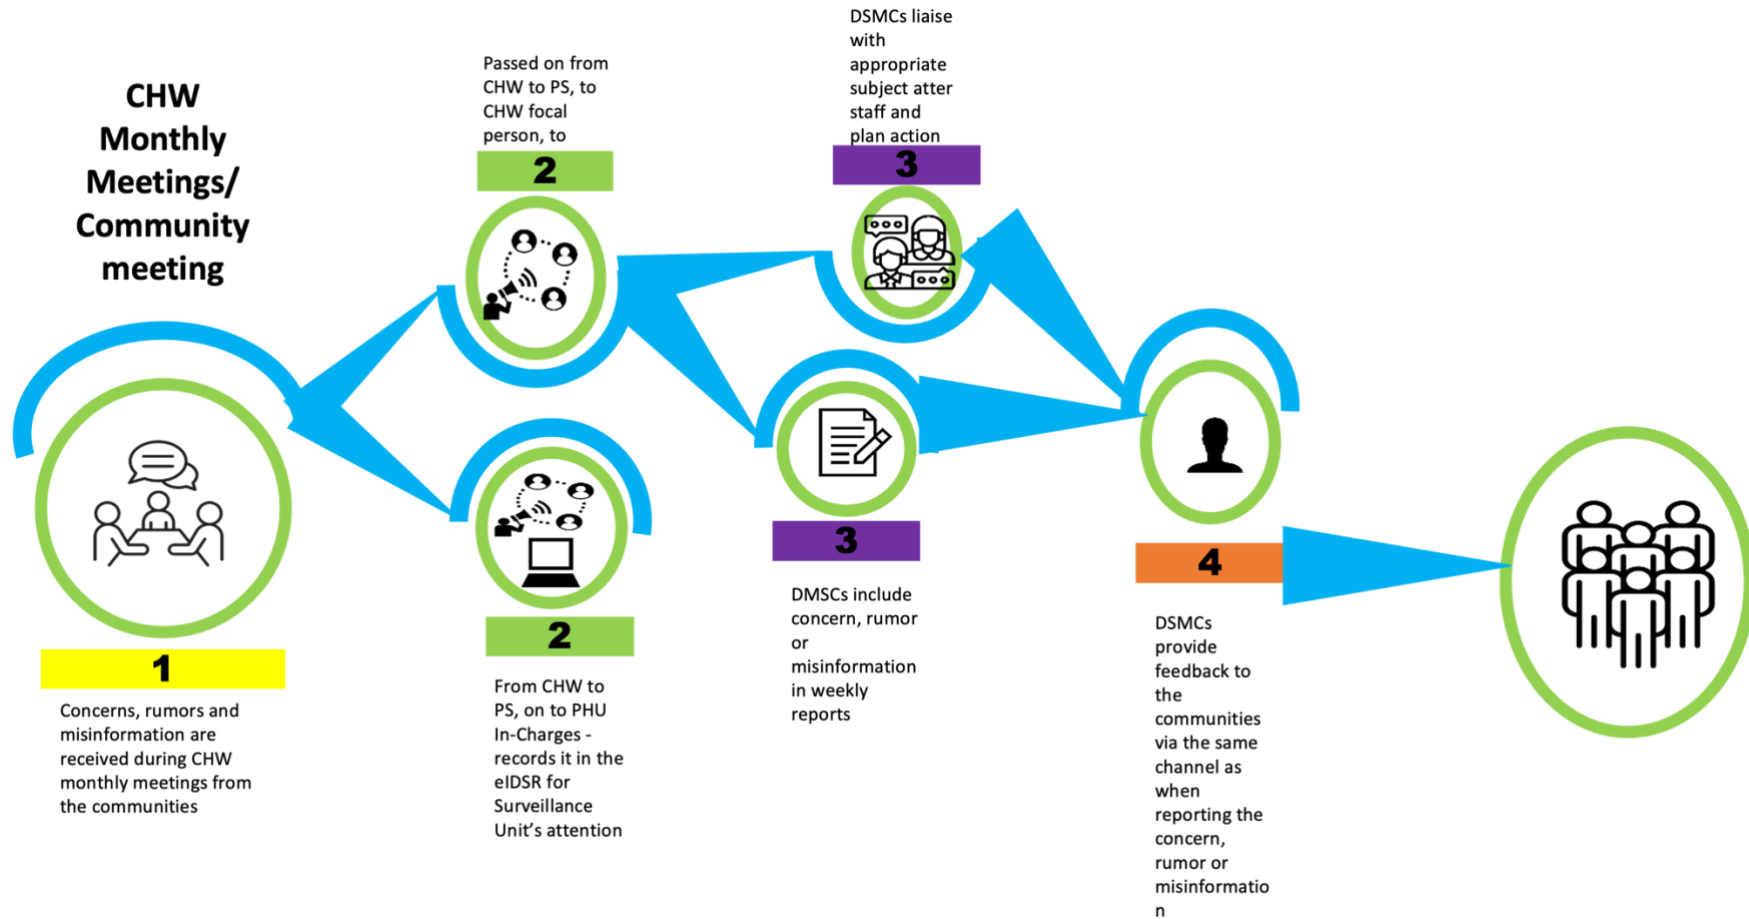 CHW
Monthly
Meetings/
Community
meeting
1
Concerns, rumors and
misinformation are
received during CHW
monthly meetings from
the communities
Passed on from
CHW to PS, to
CHW focal
person, to
2
2
From CHW to
PS, on to PHU
In-Charges -
records it in the
eIDSR for
Surveillance
Unit's attention
DSMCs liaise
with
appropriate
subject atter
staff and
plan action
3
3
DMSCs include
concern, rumor
or
misinformation
in weekly
reports
4
DSMCs
provide
feedback to
the
communities
via the same
channel as
when
reporting the
concern,
rumor or
misinformatio
n